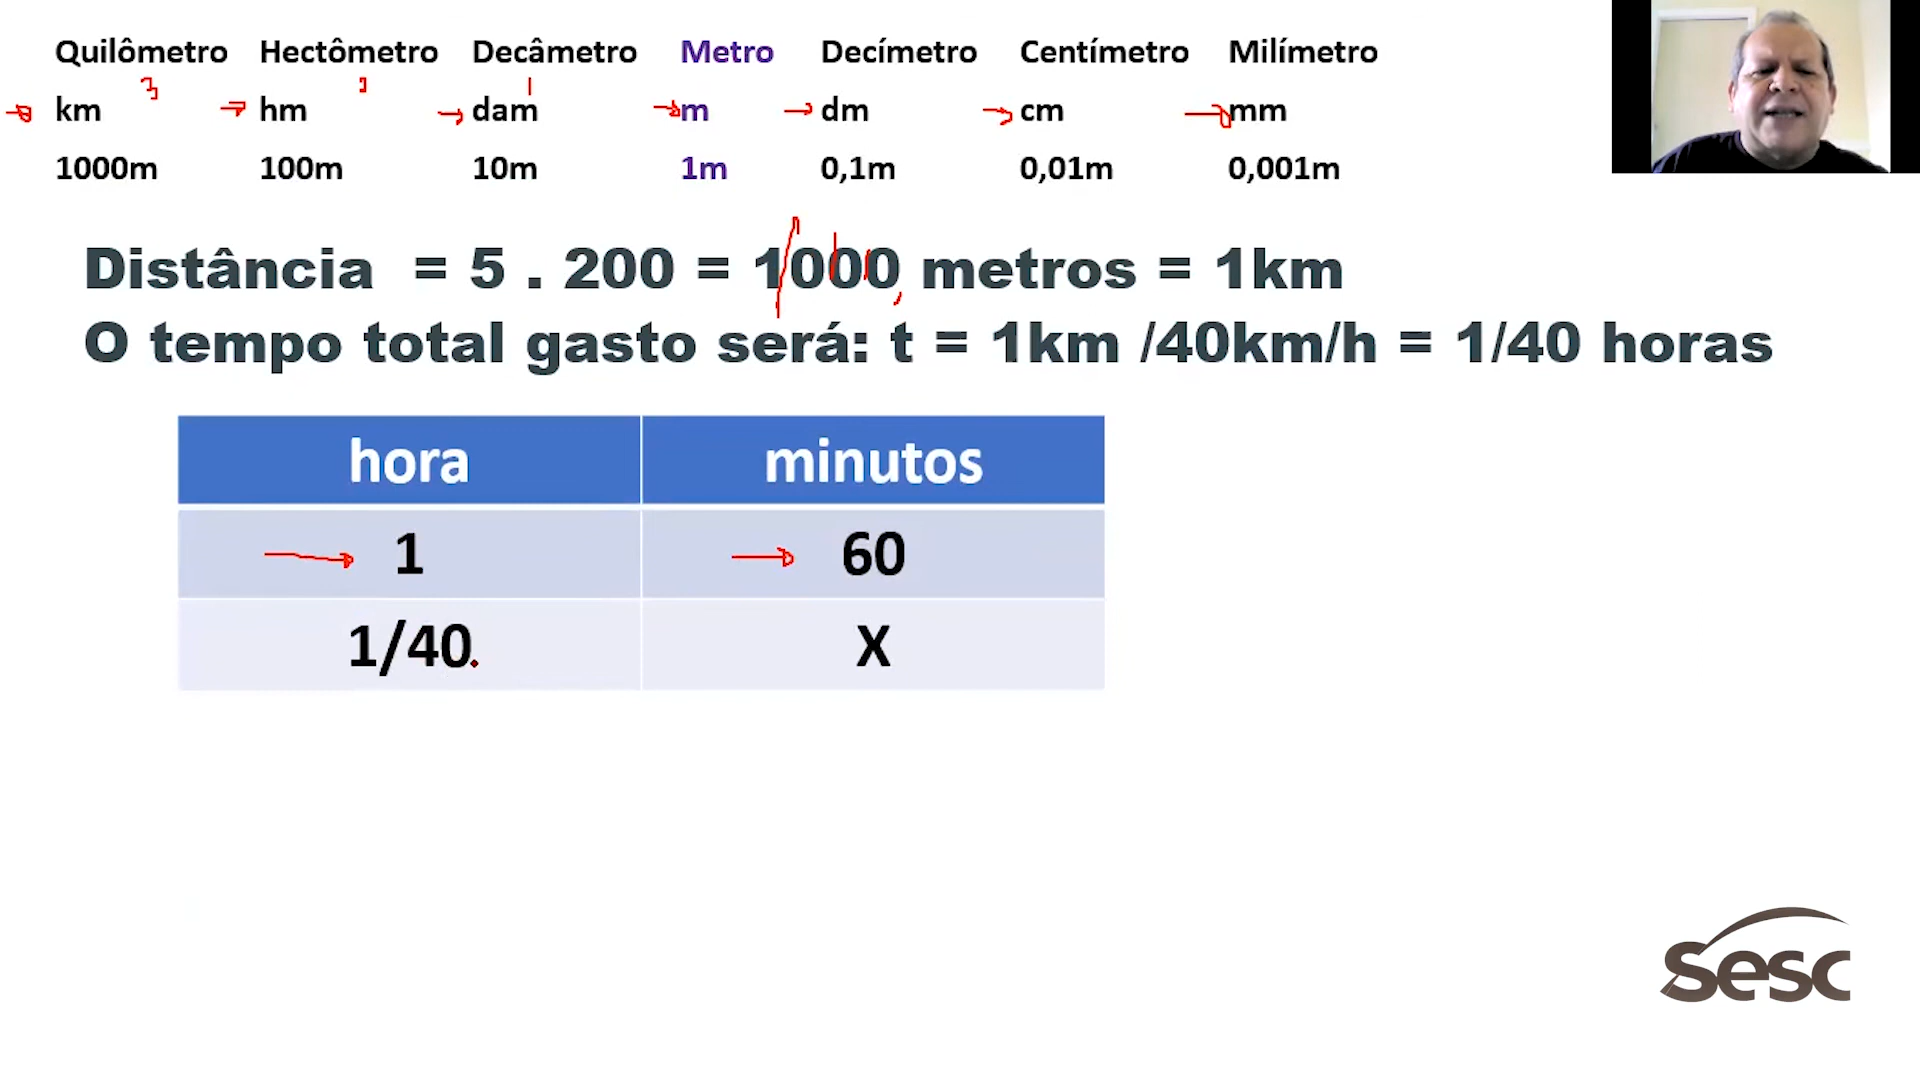 Quilômetro Hectômetro Decâmetro Metro Decímetro Centímetro Milímetro
km hm dam m dm cm mm
1000m 100m 10m 1m 0,1m 0,01m 0,001m
Distância = 5 . 200 = 1000 metros = 1km
O tempo total gasto será: t = 1km /40km/h = 1/40 horas
hora minutos
1 60
1/40 X
Sesc